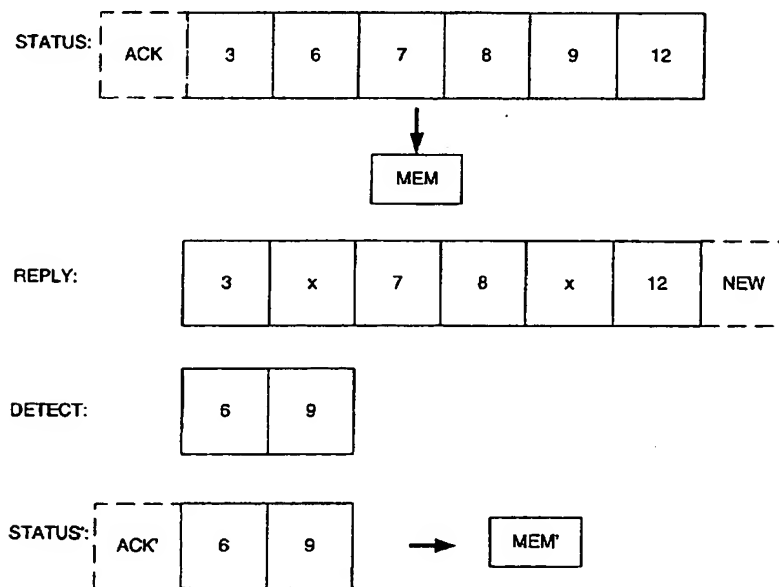 STATUS: ACK 3 6 7 8 9 12
MEM
REPLY: 3 x 7 8 x 12 NEW
DETECT: 6 9
STATUS': ACK' 6 9 MEM'